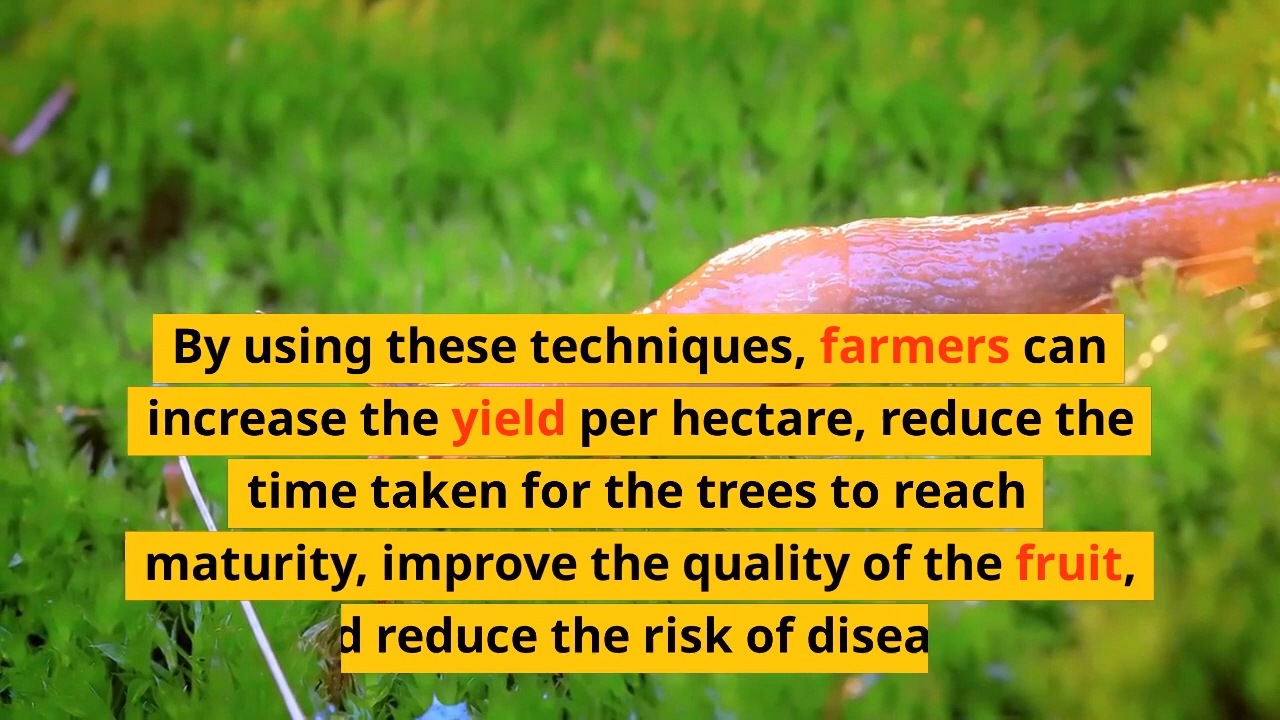 By using these techniques, farmers can
increase the yield per hectare, reduce the
time taken for the trees to reach
maturity, improve the quality of the fruit,
d reduce the risk of disea